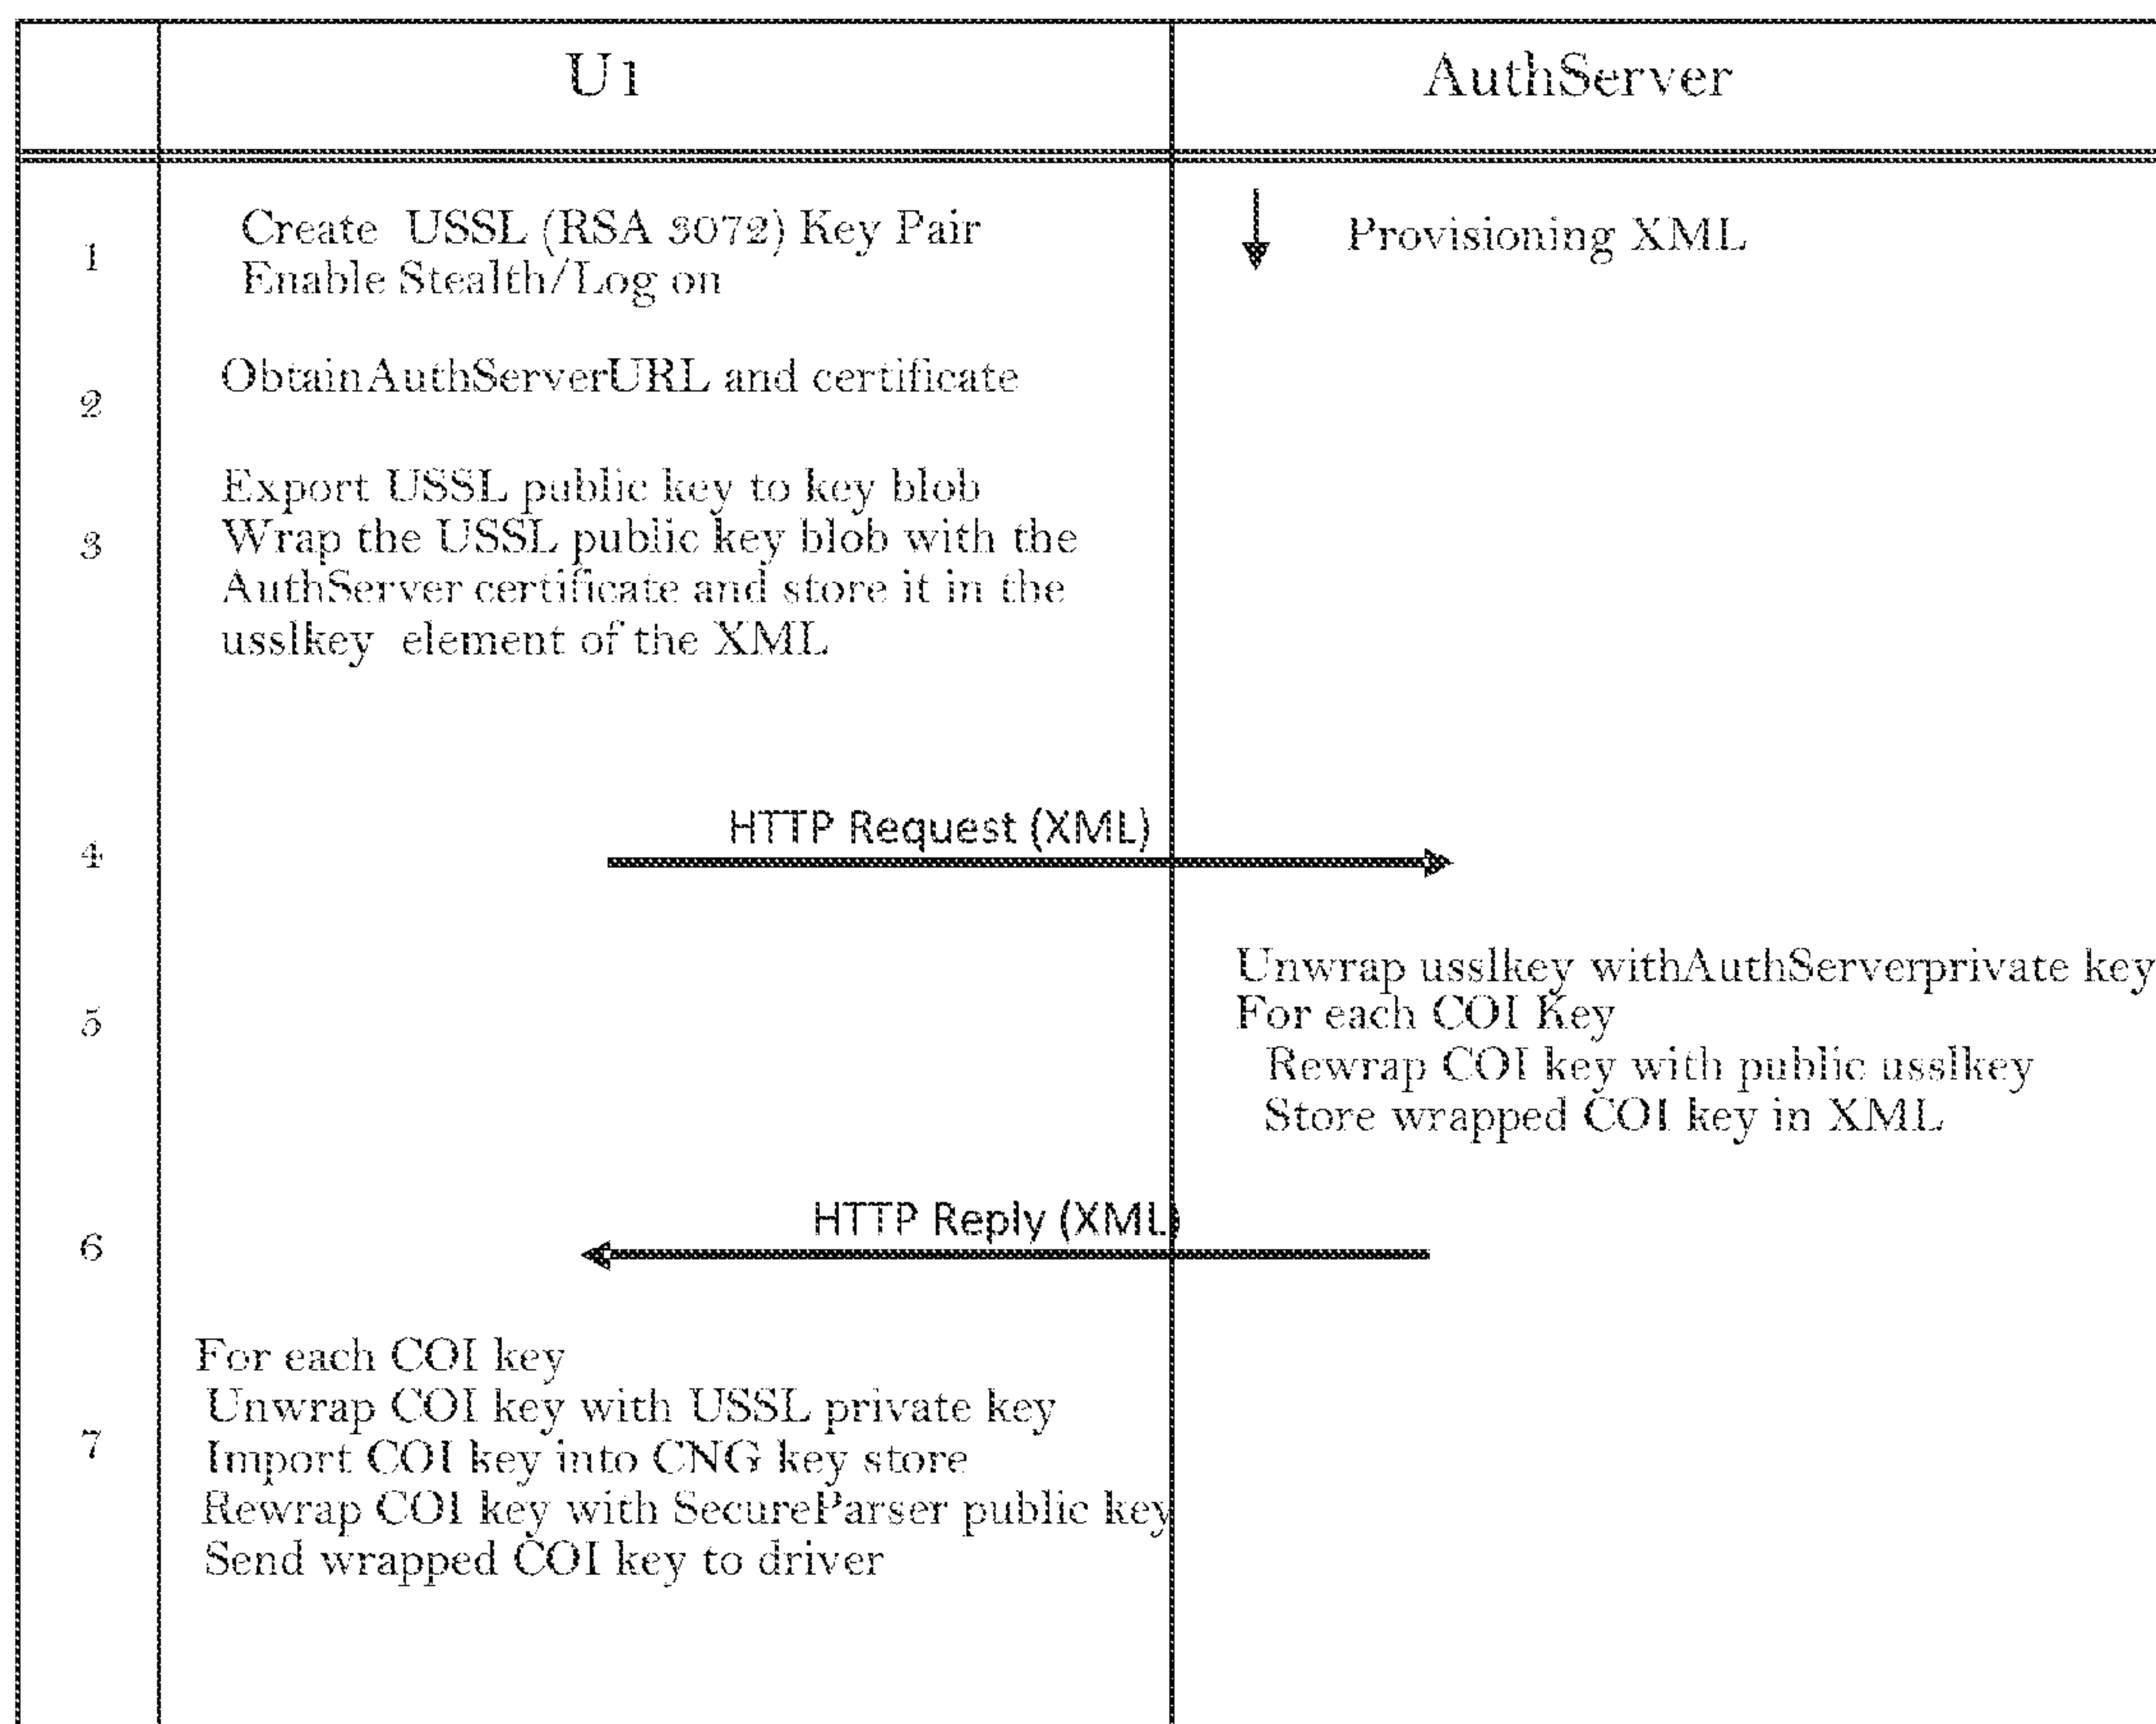 U1
AuthServer
1
Create USSL (RSA 3072) Key Pair
Enable Stealth/Log on
Provisioning XML
2
ObtainAuthServerURL and certificate
3
Export USSL public key to key blob
Wrap the USSL public key blob with the
AuthServer certificate and store it in the
usslkey element of the XML
4
HTTP Request (XML)
5
Unwrap usslkey withAuthServerprivate key
For each COI Key
Rewrap COI key with public usslkey
Store wrapped COI key in XML
6
HTTP Reply (XML)
7
For each COI key
Unwrap COI key with USSL private key
Import COI key into CNG key store
Rewrap COI key with SecureParser public key
Send wrapped COI key to driver